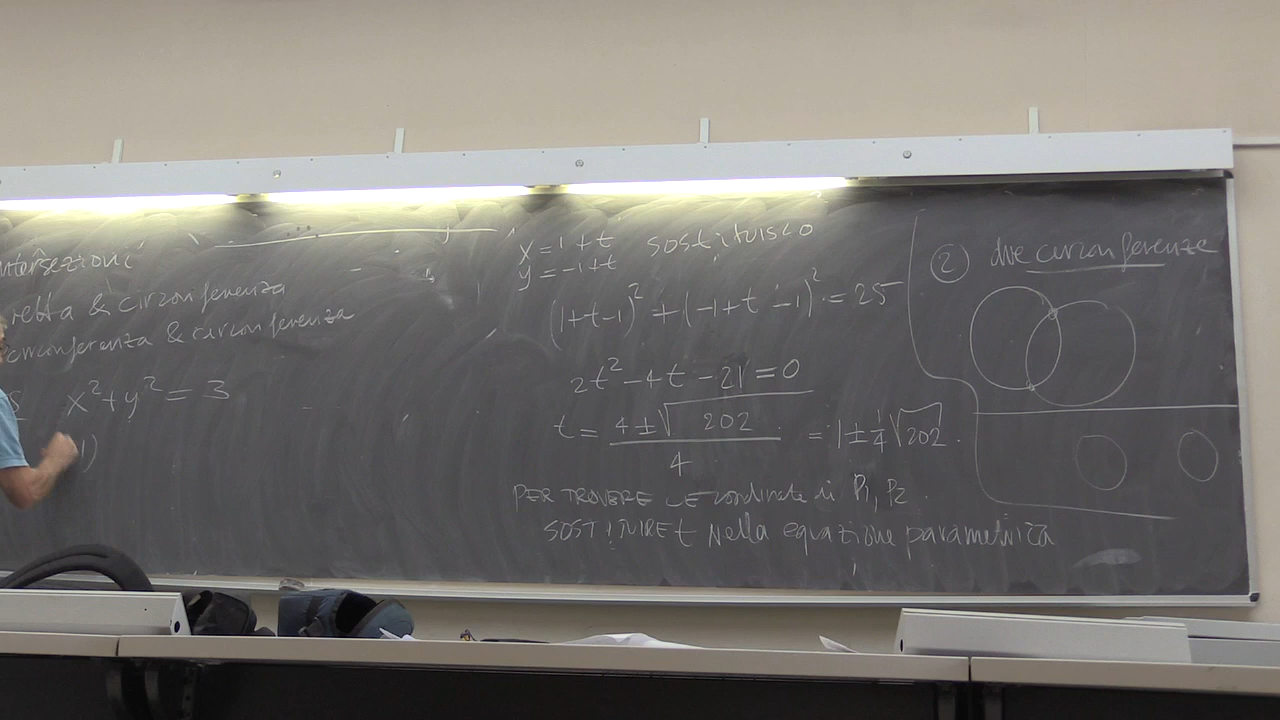 intersezioni
retta & circonferenza
circonferenza & circonferenza
x² + y² = 3
1)
x = 1 + t sostituisco
y = -1 + t
(1+t-1)² + (-1+t-1)² = 25
2t² - 4t - 21 = 0
t = (4 ± √202)/4 = 1 ± 1/4 √202.
PER TROVERE LE coordinate di P1, P2.
SOSTITUIRE t Nella equazione parametrica
② due circonferenze